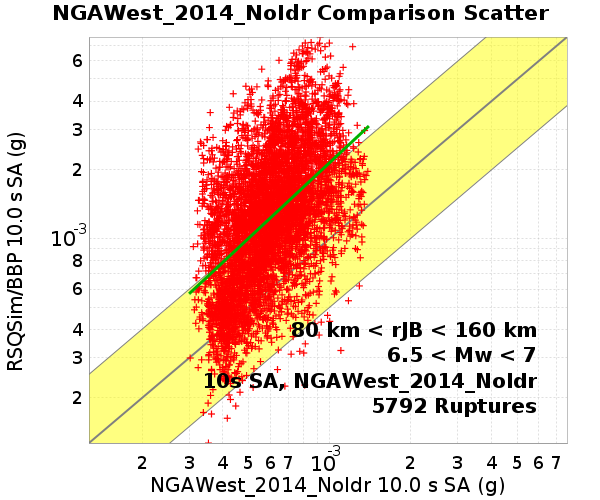 NGAWest_2014_NoIdr Comparison Scatter
RSQSim/BBP 10.0 s SA (g)
6
4
3
2
10-3
8
6
4
3
2
80 km < rJB < 160 km
6.5 < Mw < 7
10s SA, NGAWest_2014_NoIdr
5792 Ruptures
2 3 4 5 6 7 10-3 2 3 4 5 6 7
NGAWest_2014_NoIdr 10.0 s SA (g)